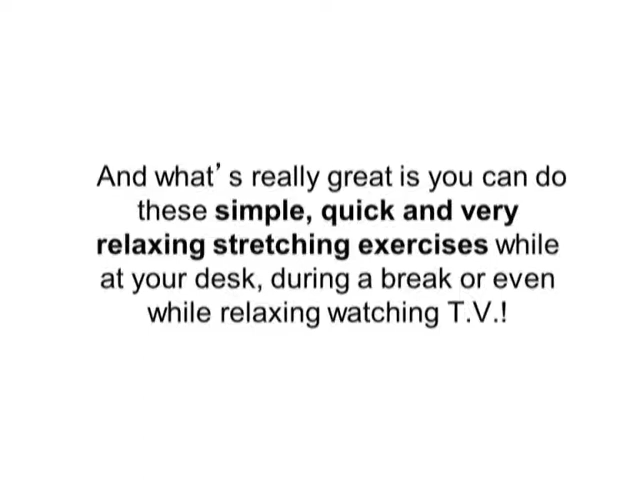 And what's really great is you can do
these simple, quick and very
relaxing stretching exercises while
at your desk, during a break or even
while relaxing watching T.V.!